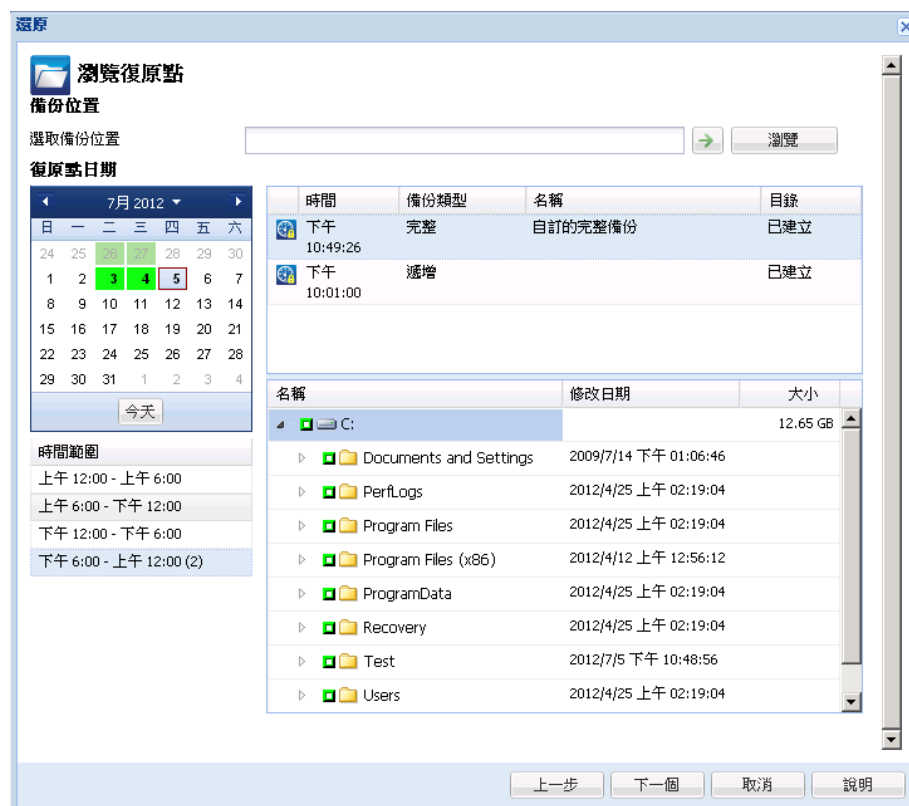 還原
瀏覽復原點
備份位置
選取備份位置
瀏覽
復原點日期
7月 2012
日 一 二 三 四 五 六
24 25 26 27 28 29 30
1 2 3 4 5 6 7
8 9 10 11 12 13 14
15 16 17 18 19 20 21
22 23 24 25 26 27 28
29 30 31 1 2 3 4
今天
時間範圍
上午 12:00 - 上午 6:00
上午 6:00 - 下午 12:00
下午 12:00 - 下午 6:00
下午 6:00 - 上午 12:00 (2)
時間 備份類型 名稱 目錄
下午 10:49:26 完整 自訂的完整備份 已建立
下午 10:01:00 遞增 已建立
名稱 修改日期 大小
C: 12.65 GB
Documents and Settings 2009/7/14 下午 01:06:46
PerfLogs 2012/4/25 上午 02:19:04
Program Files 2012/4/25 上午 02:19:04
Program Files (x86) 2012/4/12 上午 12:56:12
ProgramData 2012/4/25 上午 02:19:04
Recovery 2012/4/25 上午 02:19:04
Test 2012/7/5 下午 10:48:56
Users 2012/4/25 上午 02:19:04
上一步 下一個 取消 說明